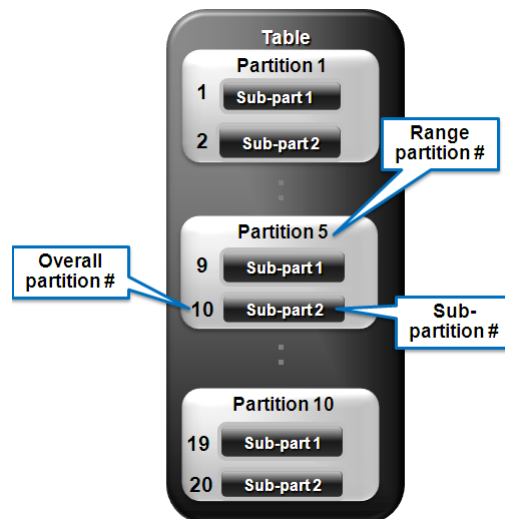 Table
Partition 1
1 Sub-part 1
2 Sub-part 2
Range
partition #
Partition 5
Overall
partition #
9 Sub-part 1
10 Sub-part 2
Sub-
partition #
Partition 10
19 Sub-part 1
20 Sub-part 2